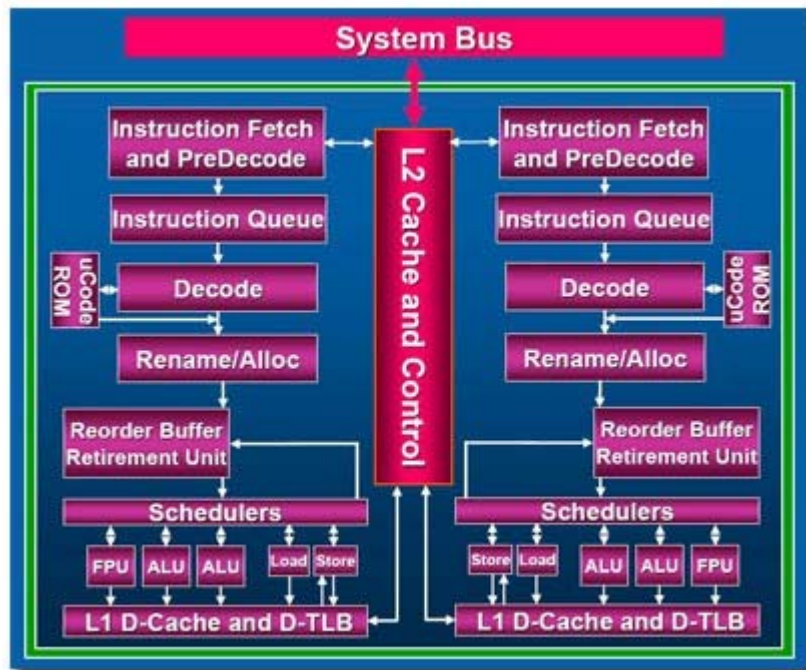 System Bus
Instruction Fetch
and PreDecode
Instruction Queue
uCode
ROM
Decode
Rename/Alloc
Reorder Buffer
Retirement Unit
Schedulers
FPU
ALU
ALU
Load
Store
L1 D-Cache and D-TLB
L2 Cache and Control
Instruction Fetch
and PreDecode
Instruction Queue
Decode
uCode
ROM
Rename/Alloc
Reorder Buffer
Retirement Unit
Schedulers
Store
Load
ALU
ALU
FPU
L1 D-Cache and D-TLB